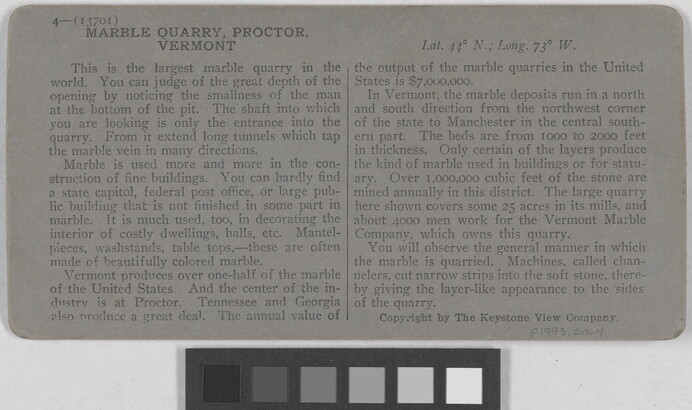 4—(13701)
MARBLE QUARRY, PROCTOR,
VERMONT
Lat. 44° N.; Long. 73° W.
This is the largest marble quarry in the
world. You can judge of the great depth of the
opening by noticing the smallness of the man
at the bottom of the pit. The shaft into which
you are looking is only the entrance into the
quarry. From it extend long tunnels which tap
the marble vein in many directions.
Marble is used more and more in the con-
struction of fine buildings. You can hardly find
a state capitol, federal post office, or large pub-
lic building that is not finished in some part in
marble. It is much used, too, in decorating the
interior of costly dwellings, halls, etc. Mantel-
pieces, washstands, table tops,—these are often
made of beautifully colored marble.
Vermont produces over one-half of the marble
of the United States. And the center of the in-
dustry is at Proctor. Tennessee and Georgia
also produce a great deal. The annual value of
the output of the marble quarries in the United
States is $7,000,000.
In Vermont, the marble deposits run in a north
and south direction from the northwest corner
of the state to Manchester in the central south-
ern part. The beds are from 1000 to 2000 feet
in thickness. Only certain of the layers produce
the kind of marble used in buildings or for statu-
ary. Over 1,000,000 cubic feet of the stone are
mined annually in this district. The large quarry
here shown covers some 25 acres in its mills, and
about 4000 men work for the Vermont Marble
Company, which owns this quarry.
You will observe the general manner in which
the marble is quarried. Machines, called chan-
nelers, cut narrow strips into the soft stone, there-
by giving the layer-like appearance to the sides
of the quarry.
Copyright by The Keystone View Company.
P1993.20.4